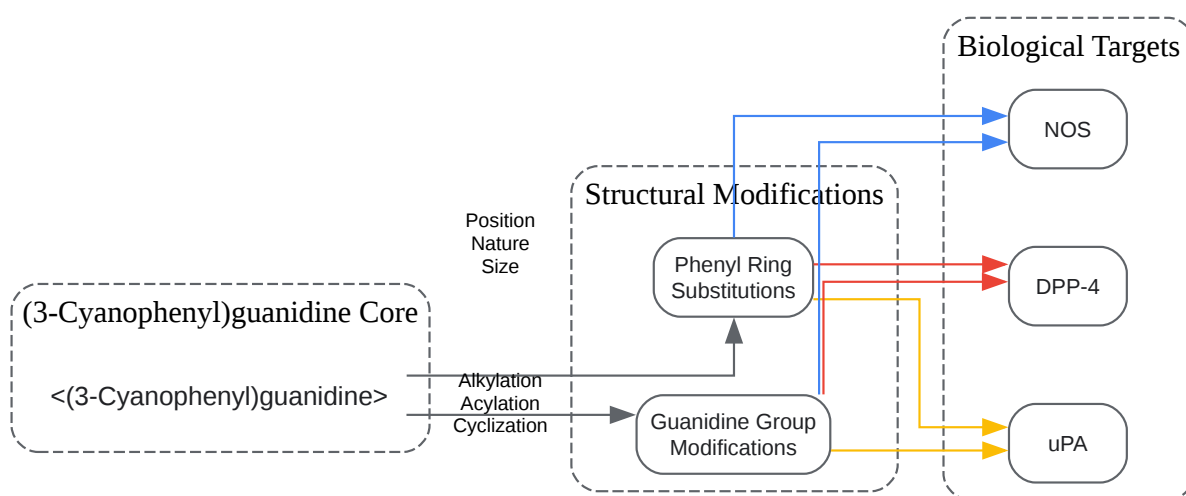 Biological Targets
NOS
Structural Modifications
Position
Nature
Size
Phenyl Ring
Substitutions
DPP-4
(3-Cyanophenyl)guanidine Core
<(3-Cyanophenyl)guanidine>
Alkylation
Acylation
Cyclization
Guanidine Group
Modifications
uPA